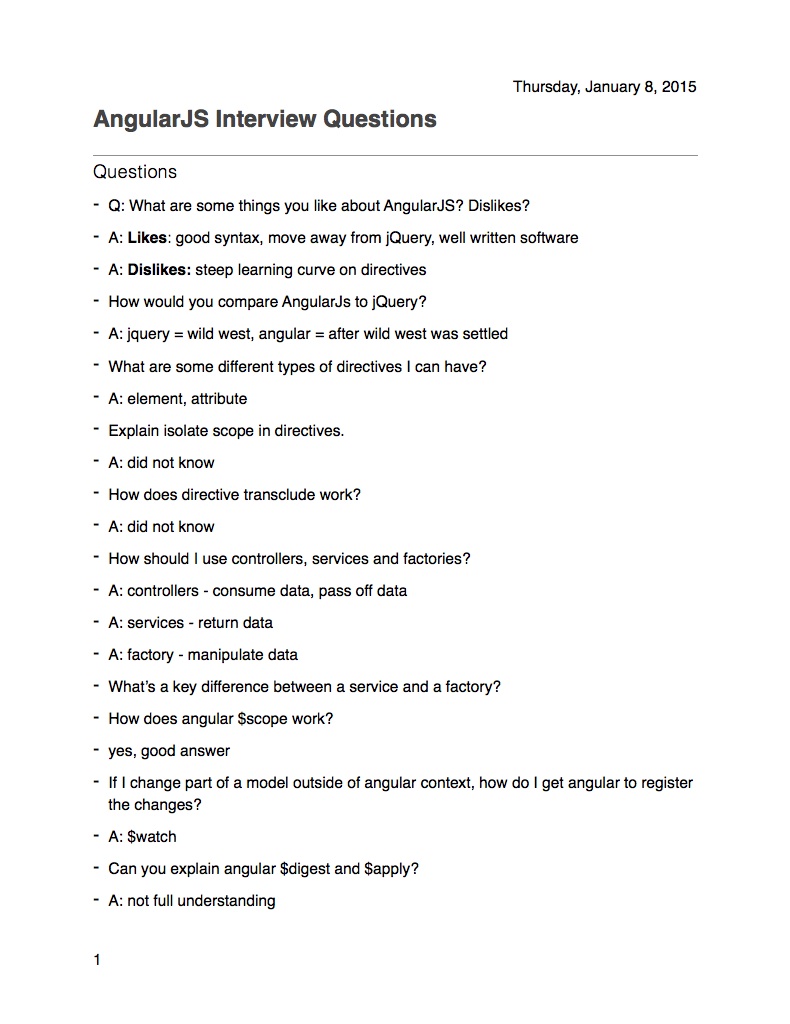 Thursday, January 8, 2015
AngularJS Interview Questions
Questions
- Q: What are some things you like about AngularJS? Dislikes?
- A: Likes: good syntax, move away from jQuery, well written software
- A: Dislikes: steep learning curve on directives
- How would you compare AngularJs to jQuery?
- A: jquery = wild west, angular = after wild west was settled
- What are some different types of directives I can have?
- A: element, attribute
- Explain isolate scope in directives.
- A: did not know
- How does directive transclude work?
- A: did not know
- How should I use controllers, services and factories?
- A: controllers - consume data, pass off data
- A: services - return data
- A: factory - manipulate data
- What's a key difference between a service and a factory?
- How does angular $scope work?
- yes, good answer
- If I change part of a model outside of angular context, how do I get angular to register
the changes?
- A: $watch
- Can you explain angular $digest and $apply?
- A: not full understanding
1